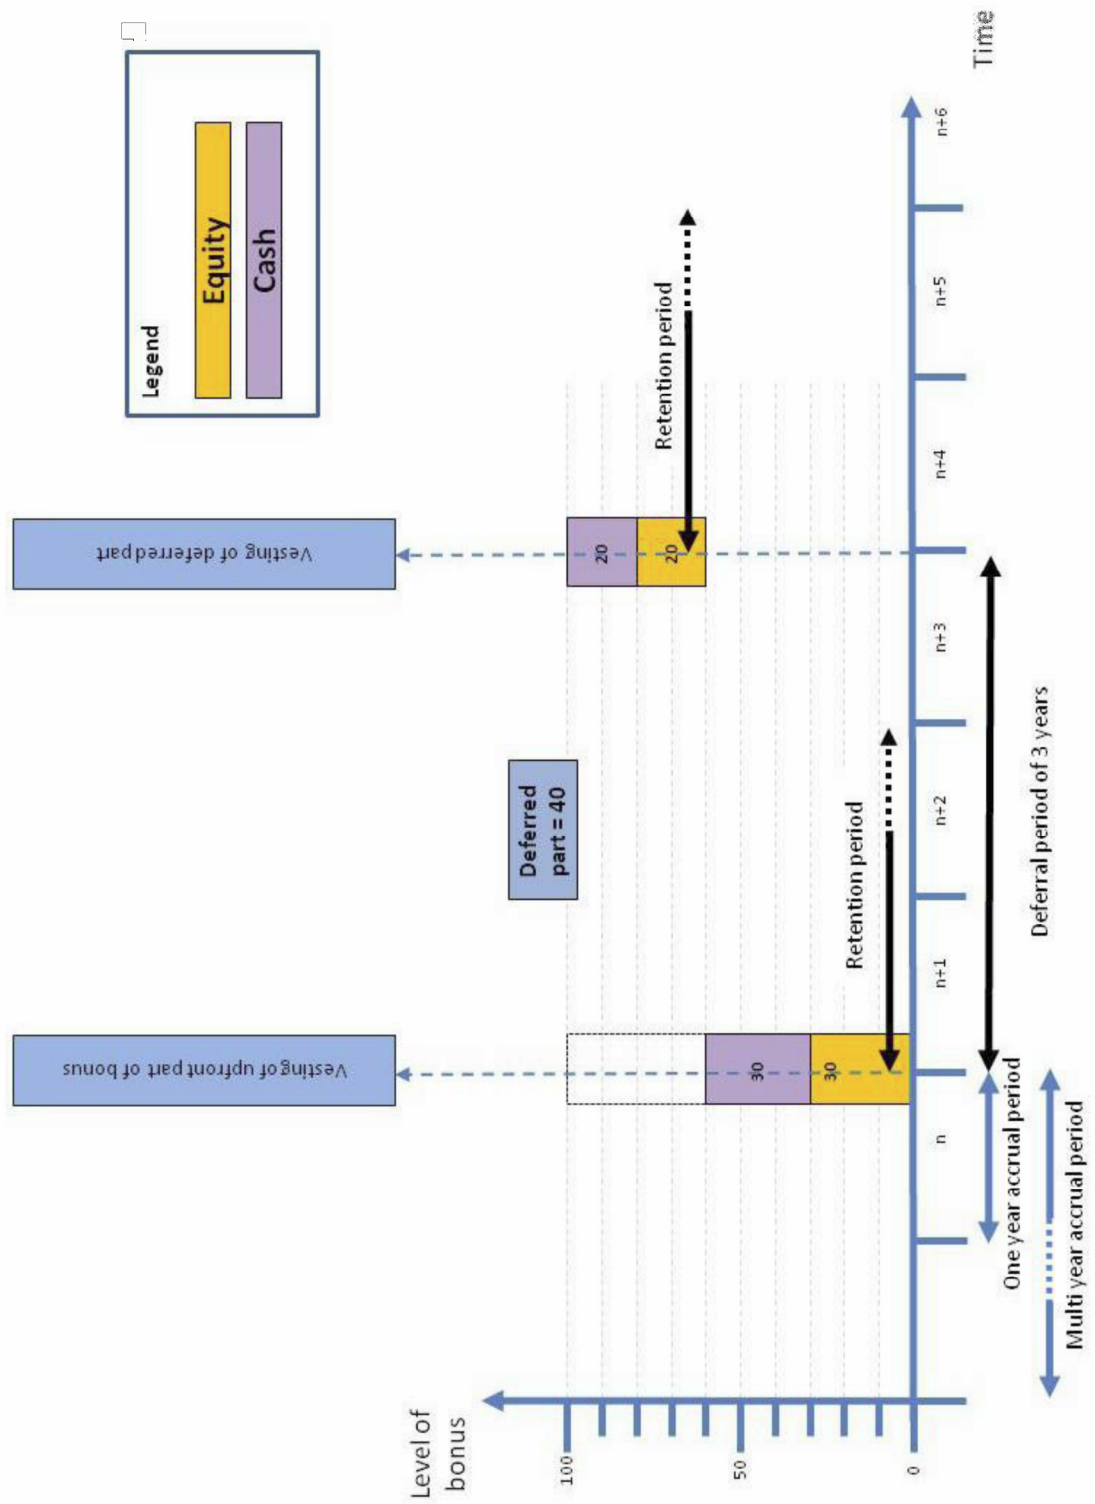 Level of
bonus
100
50
0
Vesting of upfront part of bonus
Vesting of deferred part
Legend
Equity
Cash
Deferred
part = 40
20
20
30
30
Retention period
Retention period
n
n+1
n+2
n+3
n+4
n+5
n+6
Time
One year accrual period
Multi year accrual period
Deferral period of 3 years